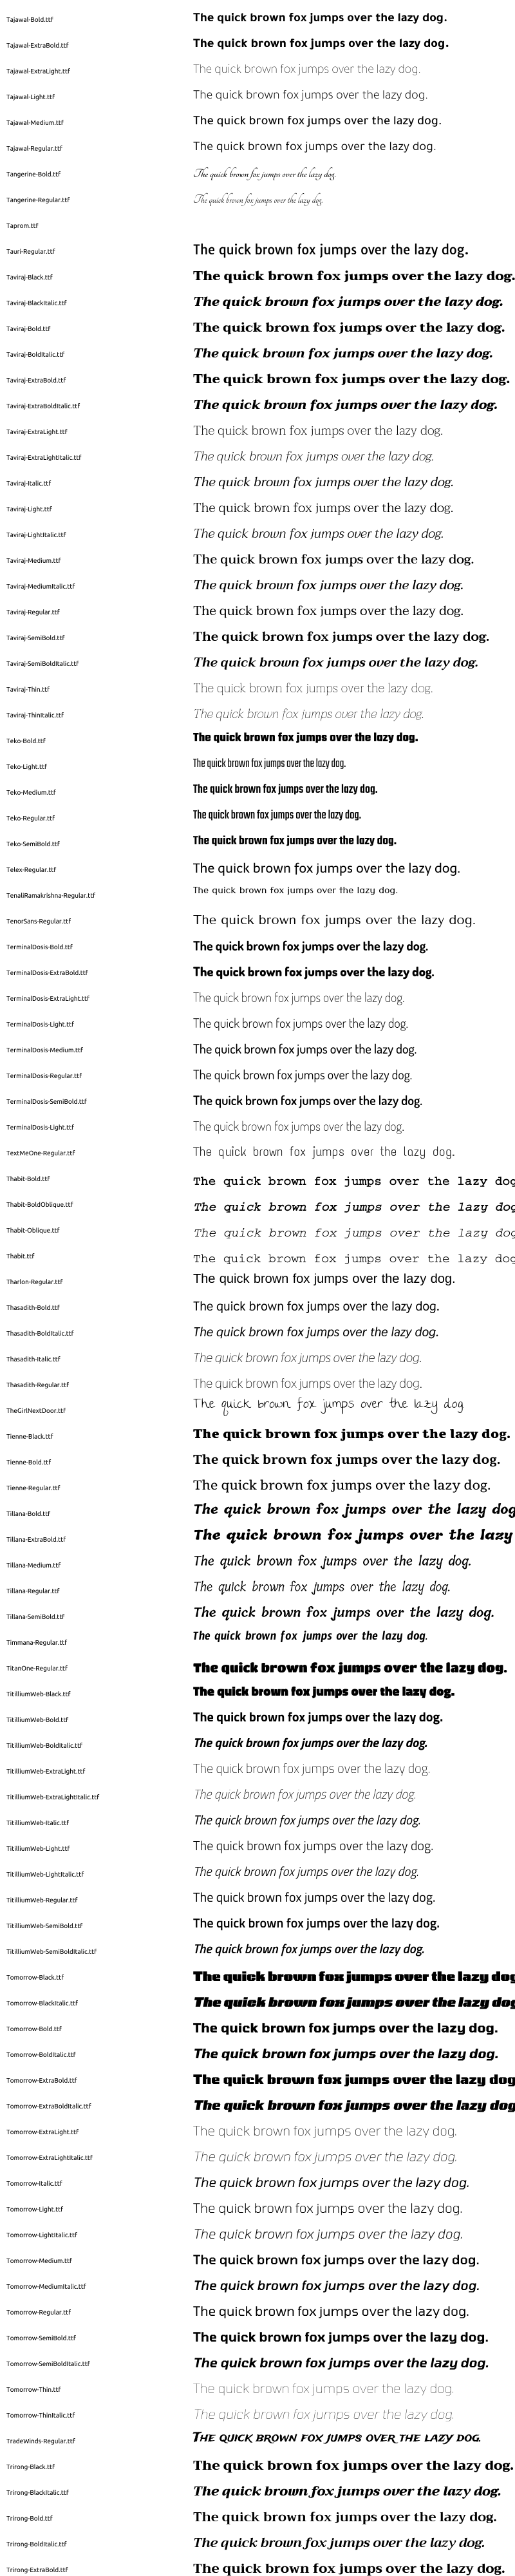 Tajawal-Bold.ttf The quick brown fox jumps over the lazy dog.
Tajawal-ExtraBold.ttf The quick brown fox jumps over the lazy dog.
Tajawal-ExtraLight.ttf The quick brown fox jumps over the lazy dog.
Tajawal-Light.ttf The quick brown fox jumps over the lazy dog.
Tajawal-Medium.ttf The quick brown fox jumps over the lazy dog.
Tajawal-Regular.ttf The quick brown fox jumps over the lazy dog.
Tangerine-Bold.ttf The quick brown fox jumps over the lazy dog.
Tangerine-Regular.ttf The quick brown fox jumps over the lazy dog.
Taprom.ttf
Tauri-Regular.ttf The quick brown fox jumps over the lazy dog.
Taviraj-Black.ttf The quick brown fox jumps over the lazy dog.
Taviraj-BlackItalic.ttf The quick brown fox jumps over the lazy dog.
Taviraj-Bold.ttf The quick brown fox jumps over the lazy dog.
Taviraj-BoldItalic.ttf The quick brown fox jumps over the lazy dog.
Taviraj-ExtraBold.ttf The quick brown fox jumps over the lazy dog.
Taviraj-ExtraBoldItalic.ttf The quick brown fox jumps over the lazy dog.
Taviraj-ExtraLight.ttf The quick brown fox jumps over the lazy dog.
Taviraj-ExtraLightItalic.ttf The quick brown fox jumps over the lazy dog.
Taviraj-Italic.ttf The quick brown fox jumps over the lazy dog.
Taviraj-Light.ttf The quick brown fox jumps over the lazy dog.
Taviraj-LightItalic.ttf The quick brown fox jumps over the lazy dog.
Taviraj-Medium.ttf The quick brown fox jumps over the lazy dog.
Taviraj-MediumItalic.ttf The quick brown fox jumps over the lazy dog.
Taviraj-Regular.ttf The quick brown fox jumps over the lazy dog.
Taviraj-SemiBold.ttf The quick brown fox jumps over the lazy dog.
Taviraj-SemiBoldItalic.ttf The quick brown fox jumps over the lazy dog.
Taviraj-Thin.ttf The quick brown fox jumps over the lazy dog.
Taviraj-ThinItalic.ttf The quick brown fox jumps over the lazy dog.
Teko-Bold.ttf The quick brown fox jumps over the lazy dog.
Teko-Light.ttf The quick brown fox jumps over the lazy dog.
Teko-Medium.ttf The quick brown fox jumps over the lazy dog.
Teko-Regular.ttf The quick brown fox jumps over the lazy dog.
Teko-SemiBold.ttf The quick brown fox jumps over the lazy dog.
Telex-Regular.ttf The quick brown fox jumps over the lazy dog.
TenaliRamakrishna-Regular.ttf The quick brown fox jumps over the lazy dog.
TenorSans-Regular.ttf The quick brown fox jumps over the lazy dog.
TerminalDosis-Bold.ttf The quick brown fox jumps over the lazy dog.
TerminalDosis-ExtraBold.ttf The quick brown fox jumps over the lazy dog.
TerminalDosis-ExtraLight.ttf The quick brown fox jumps over the lazy dog.
TerminalDosis-Light.ttf The quick brown fox jumps over the lazy dog.
TerminalDosis-Medium.ttf The quick brown fox jumps over the lazy dog.
TerminalDosis-Regular.ttf The quick brown fox jumps over the lazy dog.
TerminalDosis-SemiBold.ttf The quick brown fox jumps over the lazy dog.
TerminalDosis-Light.ttf The quick brown fox jumps over the lazy dog.
TextMeOne-Regular.ttf The quick brown fox jumps over the lazy dog.
Thabit-Bold.ttf The quick brown fox jumps over the lazy dog
Thabit-BoldOblique.ttf The quick brown fox jumps over the lazy dog
Thabit-Oblique.ttf The quick brown fox jumps over the lazy dog
Thabit.ttf The quick brown fox jumps over the lazy dog
Tharlon-Regular.ttf The quick brown fox jumps over the lazy dog.
Thasadith-Bold.ttf The quick brown fox jumps over the lazy dog.
Thasadith-BoldItalic.ttf The quick brown fox jumps over the lazy dog.
Thasadith-Italic.ttf The quick brown fox jumps over the lazy dog.
Thasadith-Regular.ttf The quick brown fox jumps over the lazy dog.
TheGirlNextDoor.ttf The quick brown fox jumps over the lazy dog
Tienne-Black.ttf The quick brown fox jumps over the lazy dog.
Tienne-Bold.ttf The quick brown fox jumps over the lazy dog.
Tienne-Regular.ttf The quick brown fox jumps over the lazy dog.
Tillana-Bold.ttf The quick brown fox jumps over the lazy dog
Tillana-ExtraBold.ttf The quick brown fox jumps over the lazy
Tillana-Medium.ttf The quick brown fox jumps over the lazy dog.
Tillana-Regular.ttf The quick brown fox jumps over the lazy dog.
Tillana-SemiBold.ttf The quick brown fox jumps over the lazy dog.
Timmana-Regular.ttf The quick brown fox jumps over the lazy dog.
TitanOne-Regular.ttf The quick brown fox jumps over the lazy dog.
TitilliumWeb-Black.ttf The quick brown fox jumps over the lazy dog.
TitilliumWeb-Bold.ttf The quick brown fox jumps over the lazy dog.
TitilliumWeb-BoldItalic.ttf The quick brown fox jumps over the lazy dog.
TitilliumWeb-ExtraLight.ttf The quick brown fox jumps over the lazy dog.
TitilliumWeb-ExtraLightItalic.ttf The quick brown fox jumps over the lazy dog.
TitilliumWeb-Italic.ttf The quick brown fox jumps over the lazy dog.
TitilliumWeb-Light.ttf The quick brown fox jumps over the lazy dog.
TitilliumWeb-LightItalic.ttf The quick brown fox jumps over the lazy dog.
TitilliumWeb-Regular.ttf The quick brown fox jumps over the lazy dog.
TitilliumWeb-SemiBold.ttf The quick brown fox jumps over the lazy dog.
TitilliumWeb-SemiBoldItalic.ttf The quick brown fox jumps over the lazy dog.
Tomorrow-Black.ttf The quick brown fox jumps over the lazy dog
Tomorrow-BlackItalic.ttf The quick brown fox jumps over the lazy dog
Tomorrow-Bold.ttf The quick brown fox jumps over the lazy dog.
Tomorrow-BoldItalic.ttf The quick brown fox jumps over the lazy dog.
Tomorrow-ExtraBold.ttf The quick brown fox jumps over the lazy dog
Tomorrow-ExtraBoldItalic.ttf The quick brown fox jumps over the lazy dog
Tomorrow-ExtraLight.ttf The quick brown fox jumps over the lazy dog.
Tomorrow-ExtraLightItalic.ttf The quick brown fox jumps over the lazy dog.
Tomorrow-Italic.ttf The quick brown fox jumps over the lazy dog.
Tomorrow-Light.ttf The quick brown fox jumps over the lazy dog.
Tomorrow-LightItalic.ttf The quick brown fox jumps over the lazy dog.
Tomorrow-Medium.ttf The quick brown fox jumps over the lazy dog.
Tomorrow-MediumItalic.ttf The quick brown fox jumps over the lazy dog.
Tomorrow-Regular.ttf The quick brown fox jumps over the lazy dog.
Tomorrow-SemiBold.ttf The quick brown fox jumps over the lazy dog.
Tomorrow-SemiBoldItalic.ttf The quick brown fox jumps over the lazy dog.
Tomorrow-Thin.ttf The quick brown fox jumps over the lazy dog.
Tomorrow-ThinItalic.ttf The quick brown fox jumps over the lazy dog.
TradeWinds-Regular.ttf The quick brown fox jumps over the lazy dog.
Trirong-Black.ttf The quick brown fox jumps over the lazy dog.
Trirong-BlackItalic.ttf The quick brown fox jumps over the lazy dog.
Trirong-Bold.ttf The quick brown fox jumps over the lazy dog.
Trirong-BoldItalic.ttf The quick brown fox jumps over the lazy dog.
Trirong-ExtraBold.ttf The quick brown fox jumps over the lazy dog.